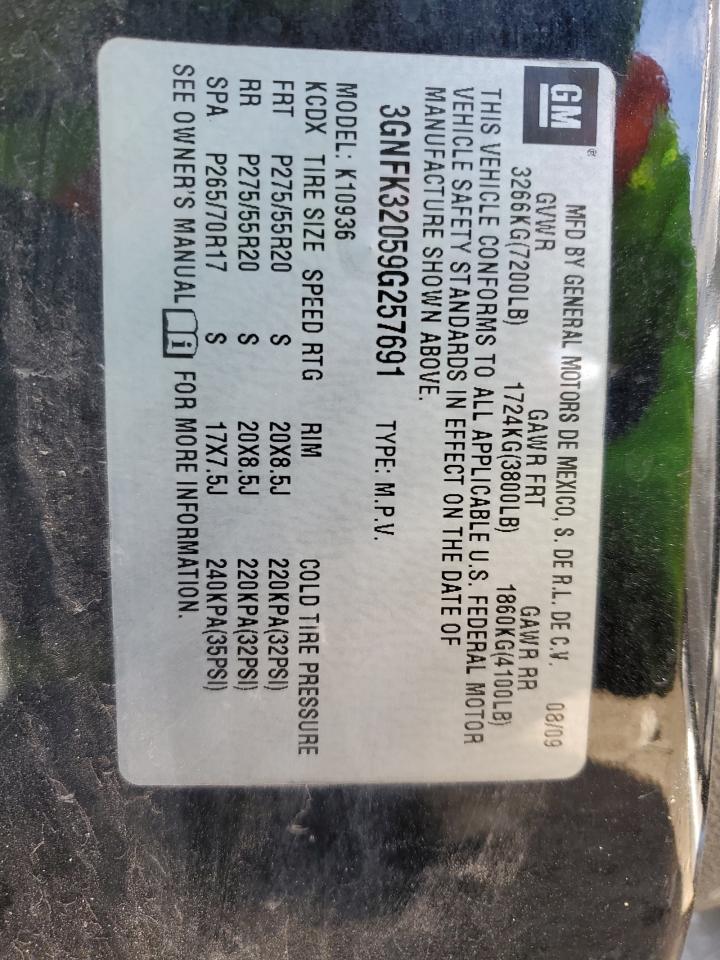 GM®
MFD BY GENERAL MOTORS DE MEXICO, S. DE R.L. DE C.V. 08/09
GVWR GAWR FRT GAWR RR
3266KG(7200LB) 1724KG(3800LB) 1860KG(4100LB)
THIS VEHICLE CONFORMS TO ALL APPLICABLE U.S. FEDERAL MOTOR
VEHICLE SAFETY STANDARDS IN EFFECT ON THE DATE OF
MANUFACTURE SHOWN ABOVE.
3GNFK32059G257691 TYPE: M.P.V.
MODEL: K10936
KCDX TIRE SIZE SPEED RTG RIM COLD TIRE PRESSURE
FRT P275/55R20 S 20X8.5J 220KPA(32PSI)
RR P275/55R20 S 20X8.5J 220KPA(32PSI)
SPA P265/70R17 S 17X7.5J 240KPA(35PSI)
SEE OWNER'S MANUAL i FOR MORE INFORMATION.